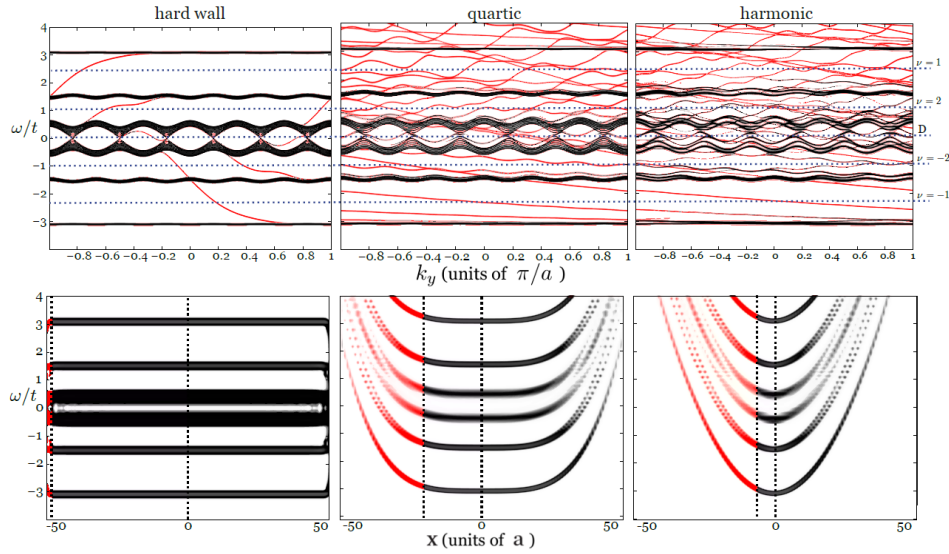 hard wall quartic harmonic
4
3
2
1
ω/t
0
−1
−2
−3
ν = 1
ν = 2
D
ν = −2
ν = −1
-0.8 -0.6 -0.4 -0.2 0 0.2 0.4 0.6 0.8 1
-0.8 -0.6 -0.4 -0.2 0 0.2 0.4 0.6 0.8 1
-0.8 -0.6 -0.4 -0.2 0 0.2 0.4 0.6 0.8 1
k_y (units of π/a )
4
3
2
1
ω/t
0
-1
-2
-3
-50 0 50
-50 0 50
-50 0 50
x (units of a)